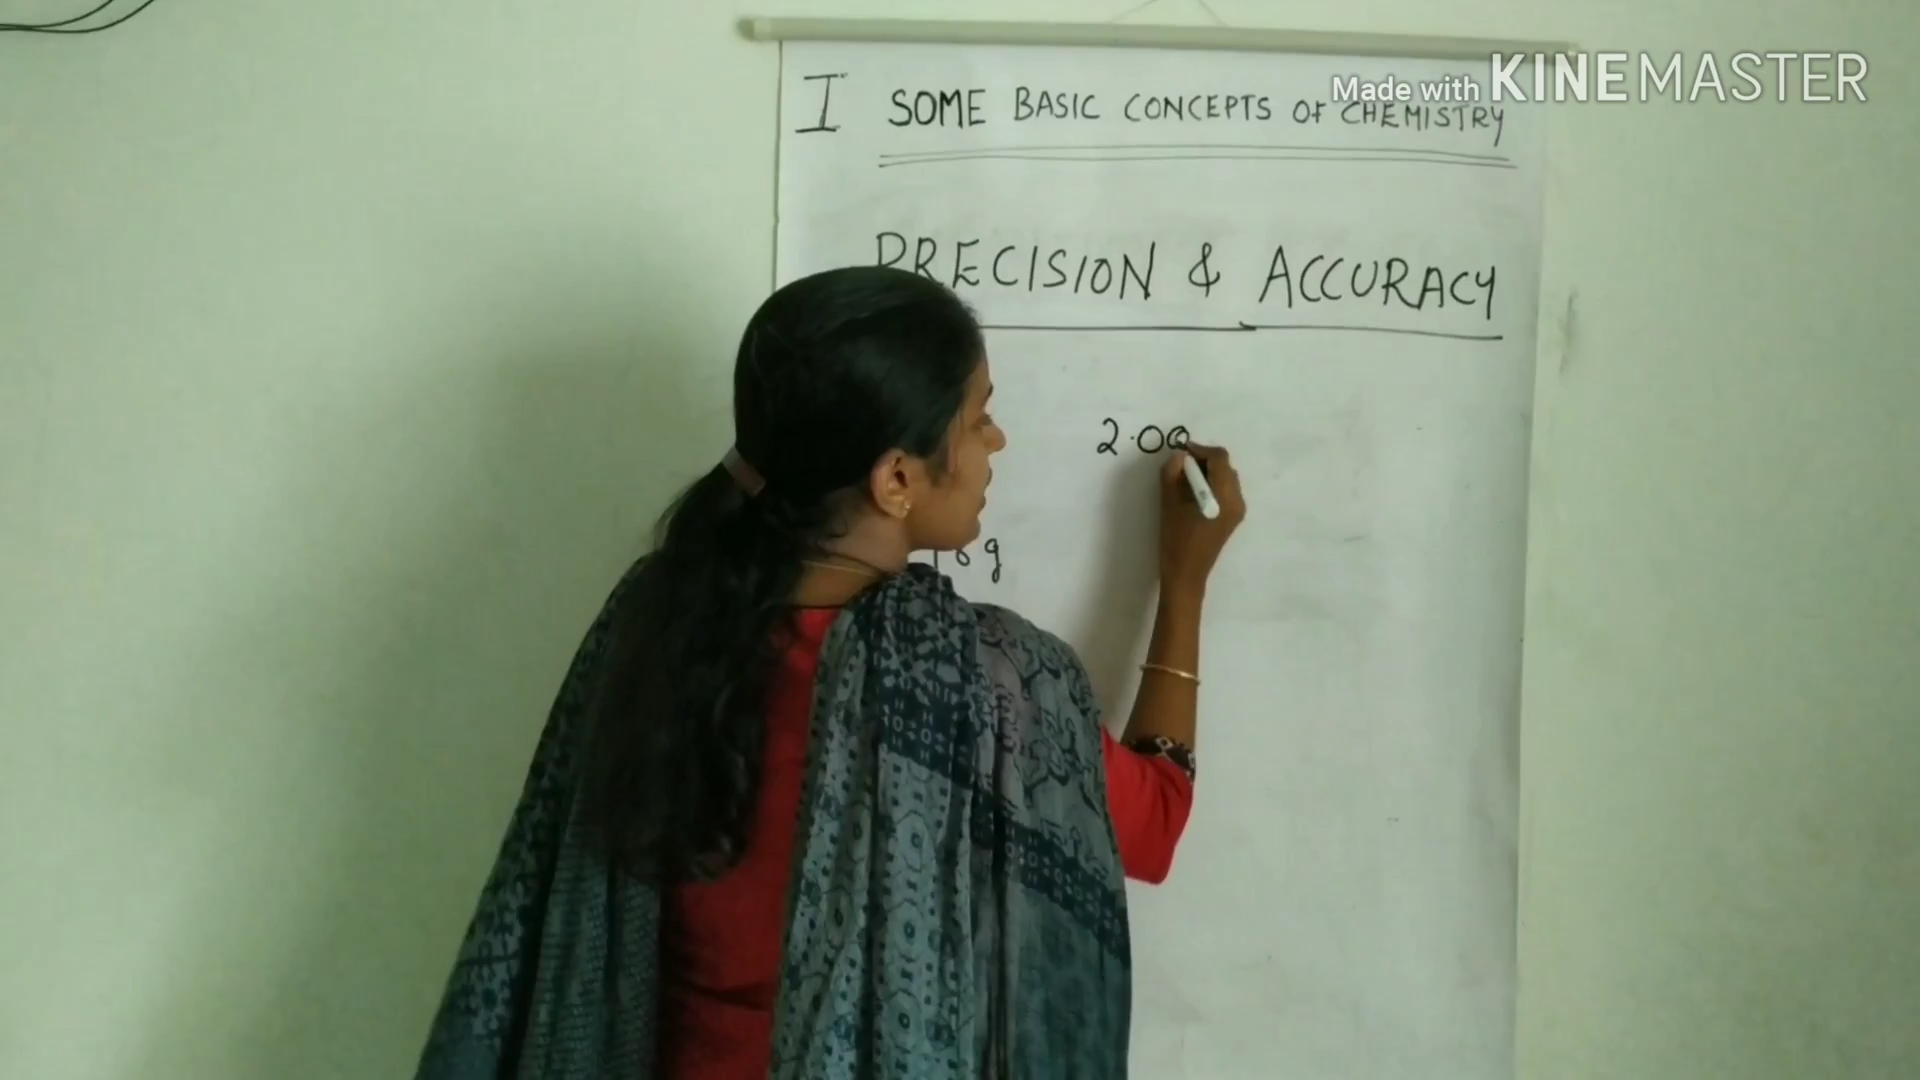 Made with KINEMASTER
I SOME BASIC CONCEPTS OF CHEMISTRY
PRECISION & ACCURACY
2.00
g